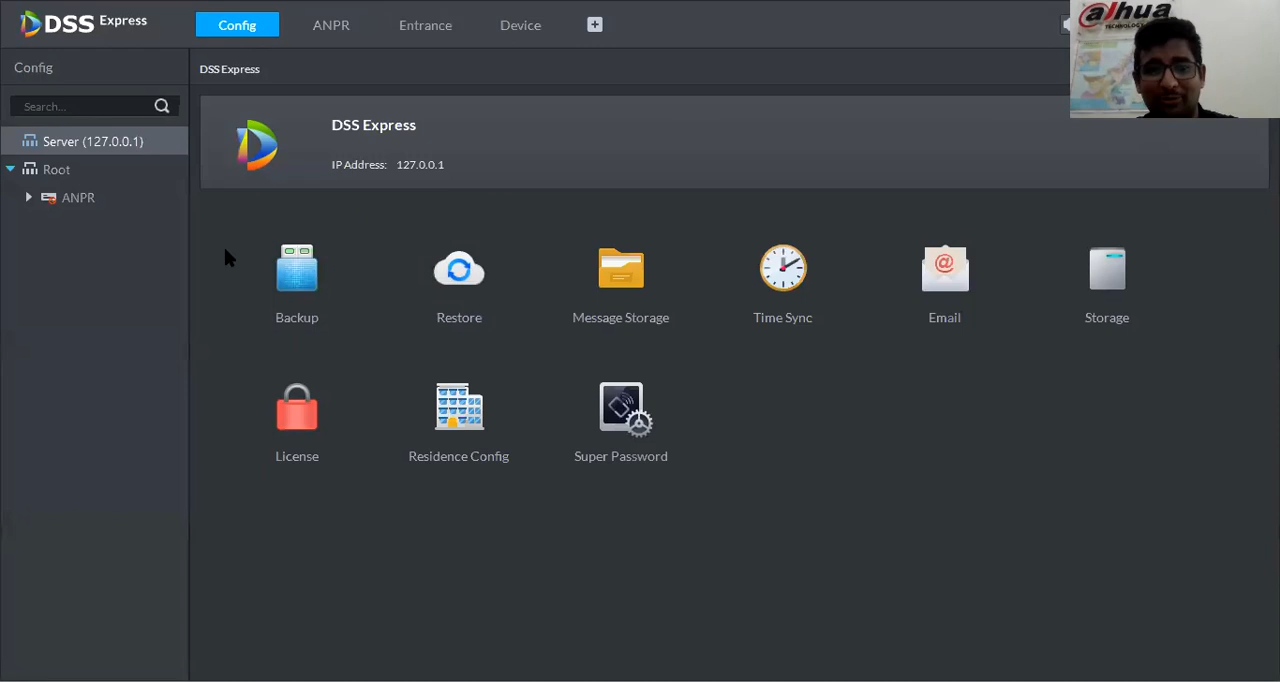 DSS Express
Config
ANPR
Entrance
Device
Config
DSS Express
Search...
Server (127.0.0.1)
Root
ANPR
DSS Express
IP Address: 127.0.0.1
Backup
Restore
Message Storage
Time Sync
Email
Storage
License
Residence Config
Super Password
alhua
TECHNOLOGY